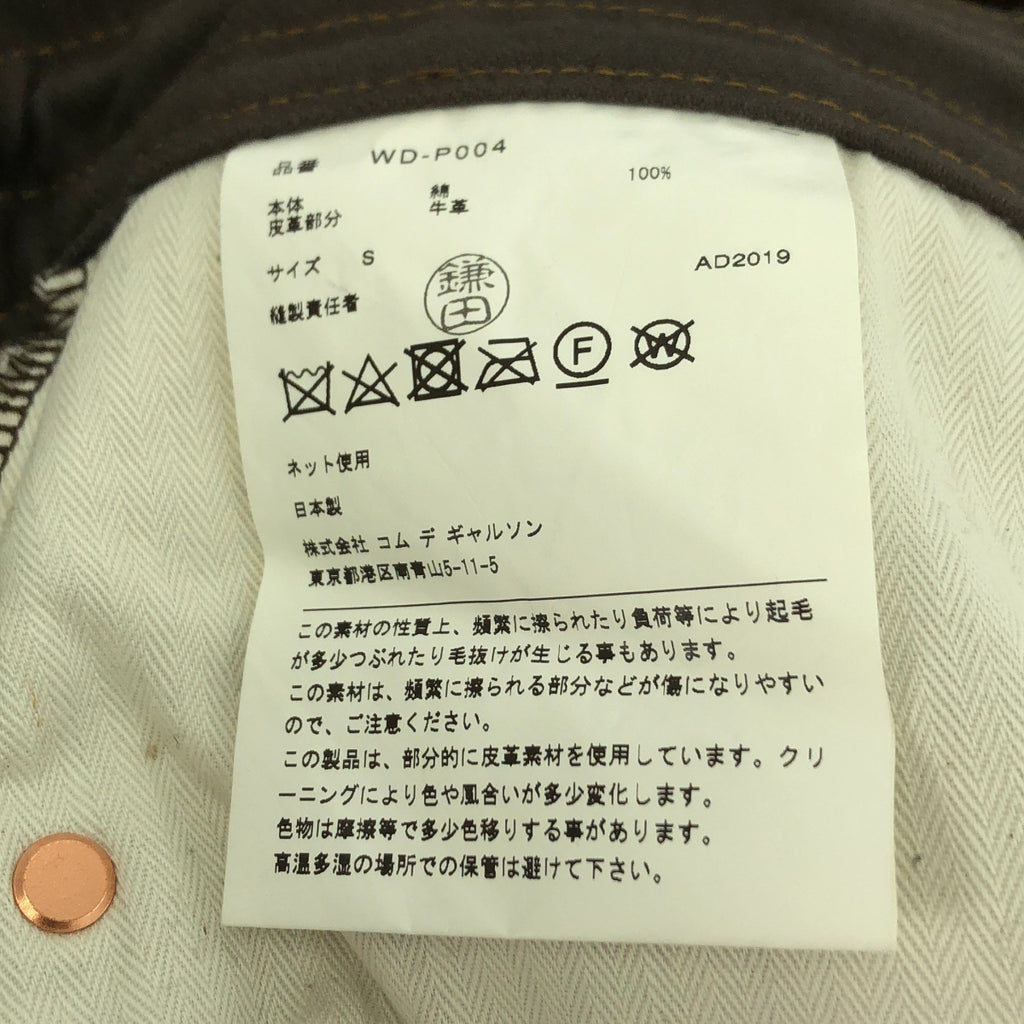 品番 WD-P004
本体 綿 100%
皮革部分 牛革
サイズ S AD2019
縫製責任者 鎌田
F W
ネット使用
日本製
株式会社 コム デ ギャルソン
東京都港区南青山5-11-5
この素材の性質上、頻繁に擦られたり負荷等により起毛
が多少つぶれたり毛抜けが生じる事もあります。
この素材は、頻繁に擦られる部分などが傷になりやすい
ので、ご注意ください。
この製品は、部分的に皮革素材を使用しています。クリ
ーニングにより色や風合いが多少変化します。
色物は摩擦等で多少色移りする事があります。
高温多湿の場所での保管は避けて下さい。